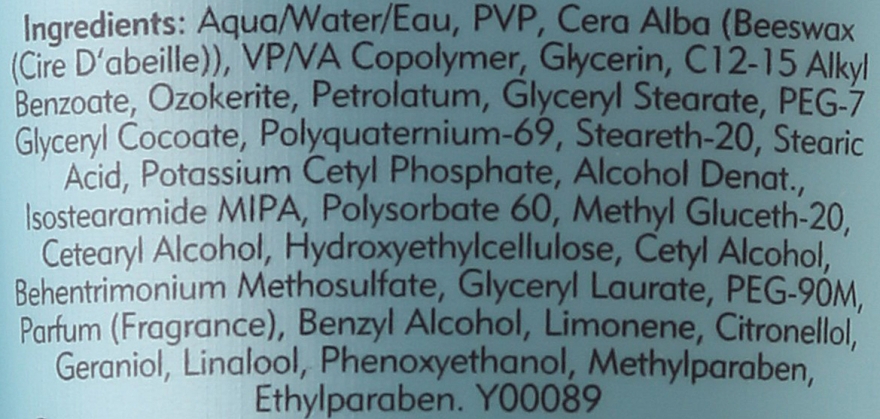 Ingredients: Aqua/Water/Eau, PVP, Cera Alba (Beeswax
(Cire D'abeille)), VP/VA Copolymer, Glycerin, C12-15 Alkyl
Benzoate, Ozokerite, Petrolatum, Glyceryl Stearate, PEG-7
Glyceryl Cocoate, Polyquaternium-69, Steareth-20, Stearic
Acid, Potassium Cetyl Phosphate, Alcohol Denat.,
Isostearamide MIPA, Polysorbate 60, Methyl Gluceth-20,
Cetearyl Alcohol, Hydroxyethylcellulose, Cetyl Alcohol,
Behentrimonium Methosulfate, Glyceryl Laurate, PEG-90M,
Parfum (Fragrance), Benzyl Alcohol, Limonene, Citronellol,
Geraniol, Linalool, Phenoxyethanol, Methylparaben,
Ethylparaben. Y00089